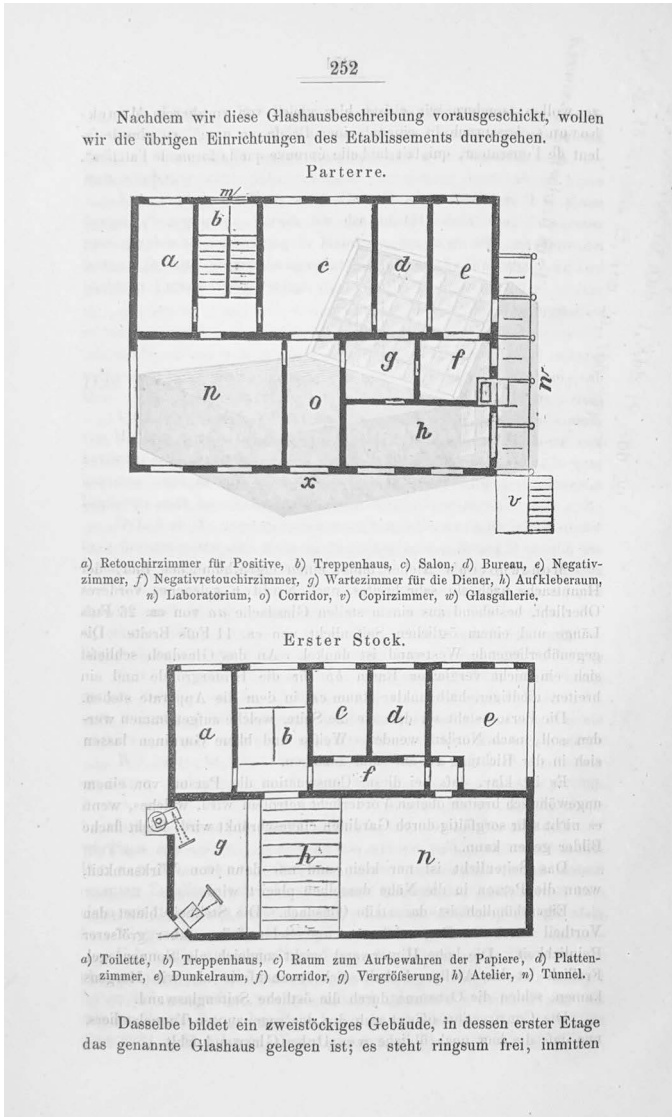 252
Nachdem wir diese Glashausbeschreibung vorausgeschickt, wollen
wir die übrigen Einrichtungen des Etablissements durchgehen.
Parterre.
m
b
a
c
d
e
g
f
n
o
h
w
x
v
a) Retouchirzimmer für Positive, b) Treppenhaus, c) Salon, d) Bureau, e) Negativ-
zimmer, f) Negativretouchirzimmer, g) Wartezimmer für die Diener, h) Aufkleberaum,
n) Laboratorium, o) Corridor, v) Copirzimmer, w) Glasgallerie.
Erster Stock.
a
b
c
d
e
f
g
h
n
a) Toilette, b) Treppenhaus, c) Raum zum Aufbewahren der Papiere, d) Platten-
zimmer, e) Dunkelraum, f) Corridor, g) Vergröfserung, h) Atelier, n) Tunnel.
Dasselbe bildet ein zweistöckiges Gebäude, in dessen erster Etage
das genannte Glashaus gelegen ist; es steht ringsum frei, inmitten